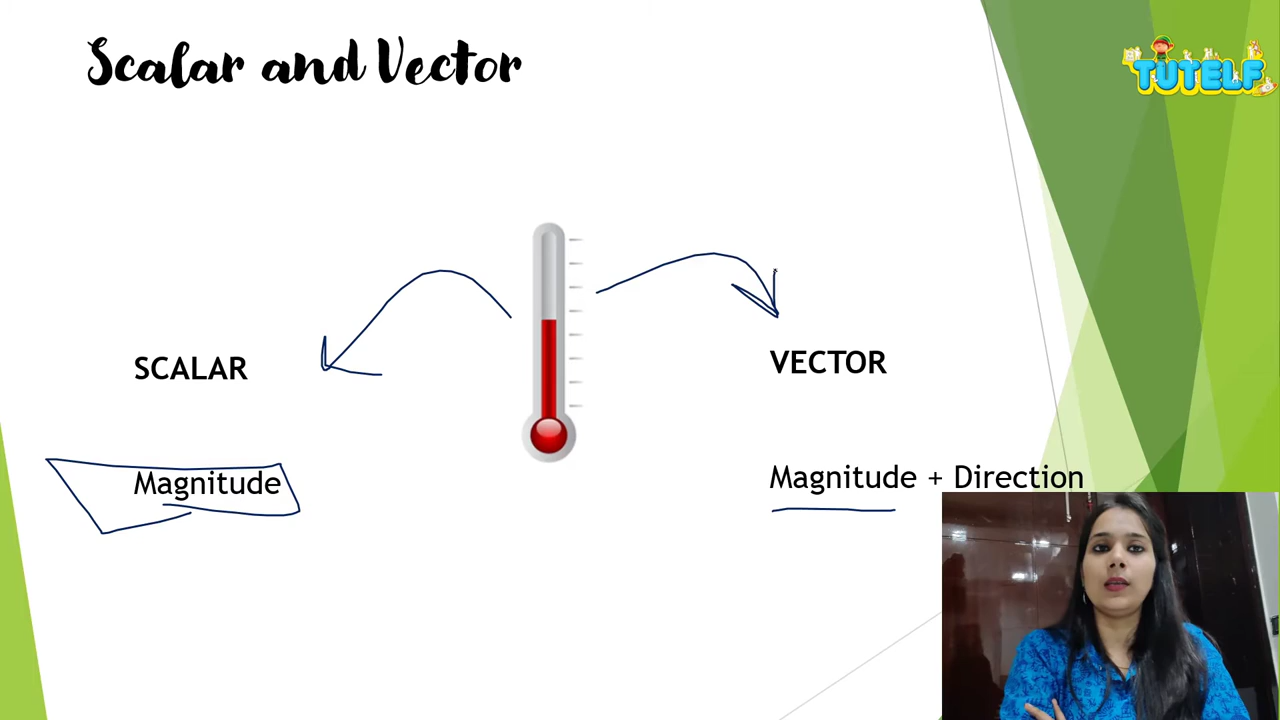 Scalar and Vector
TUTELF
SCALAR
VECTOR
Magnitude
Magnitude + Direction